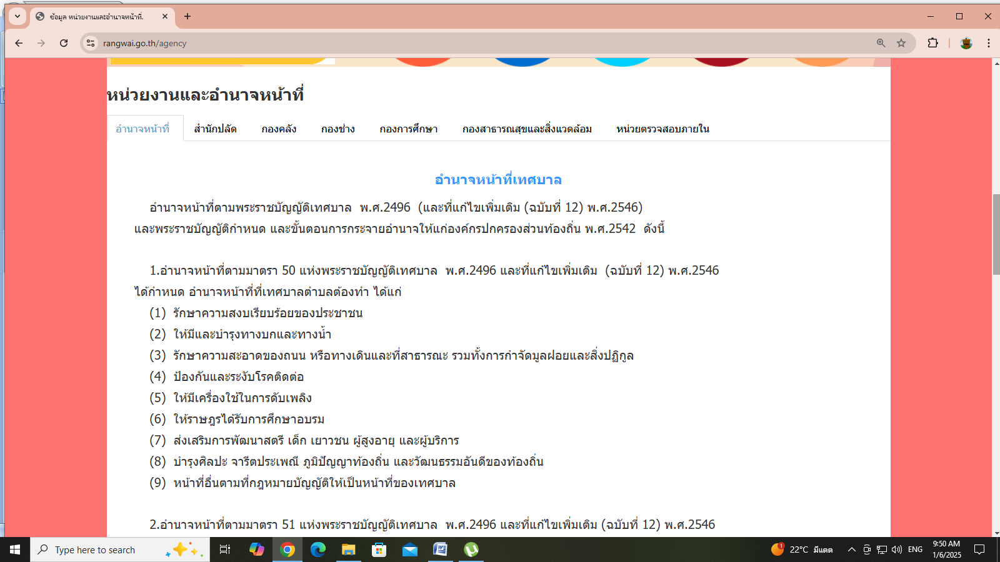 ข้อมูล หน่วยงานและอำนาจหน้าที่.
rangwai.go.th/agency
หน่วยงานและอำนาจหน้าที่
อำนาจหน้าที่ สำนักปลัด กองคลัง กองช่าง กองการศึกษา กองสาธารณสุขและสิ่งแวดล้อม หน่วยตรวจสอบภายใน
อำนาจหน้าที่เทศบาล
อำนาจหน้าที่ตามพระราชบัญญัติเทศบาล พ.ศ.2496 (และที่แก้ไขเพิ่มเติม (ฉบับที่ 12) พ.ศ.2546)
และพระราชบัญญัติกำหนด และขั้นตอนการกระจายอำนาจให้แก่องค์กรปกครองส่วนท้องถิ่น พ.ศ.2542 ดังนี้
1.อำนาจหน้าที่ตามมาตรา 50 แห่งพระราชบัญญัติเทศบาล พ.ศ.2496 และที่แก้ไขเพิ่มเติม (ฉบับที่ 12) พ.ศ.2546
ได้กำหนด อำนาจหน้าที่ที่เทศบาลตำบลต้องทำ ได้แก่
(1) รักษาความสงบเรียบร้อยของประชาชน
(2) ให้มีและบำรุงทางบกและทางน้ำ
(3) รักษาความสะอาดของถนน หรือทางเดินและที่สาธารณะ รวมทั้งการกำจัดมูลฝอยและสิ่งปฏิกูล
(4) ป้องกันและระงับโรคติดต่อ
(5) ให้มีเครื่องใช้ในการดับเพลิง
(6) ให้ราษฎรได้รับการศึกษาอบรม
(7) ส่งเสริมการพัฒนาสตรี เด็ก เยาวชน ผู้สูงอายุ และผู้บริการ
(8) บำรุงศิลปะ จารีตประเพณี ภูมิปัญญาท้องถิ่น และวัฒนธรรมอันดีของท้องถิ่น
(9) หน้าที่อื่นตามที่กฎหมายบัญญัติให้เป็นหน้าที่ของเทศบาล
2.อำนาจหน้าที่ตามมาตรา 51 แห่งพระราชบัญญัติเทศบาล พ.ศ.2496 และที่แก้ไขเพิ่มเติม (ฉบับที่ 12) พ.ศ.2546
Type here to search
1
22°C มีแดด
ENG
9:50 AM
1/6/2025